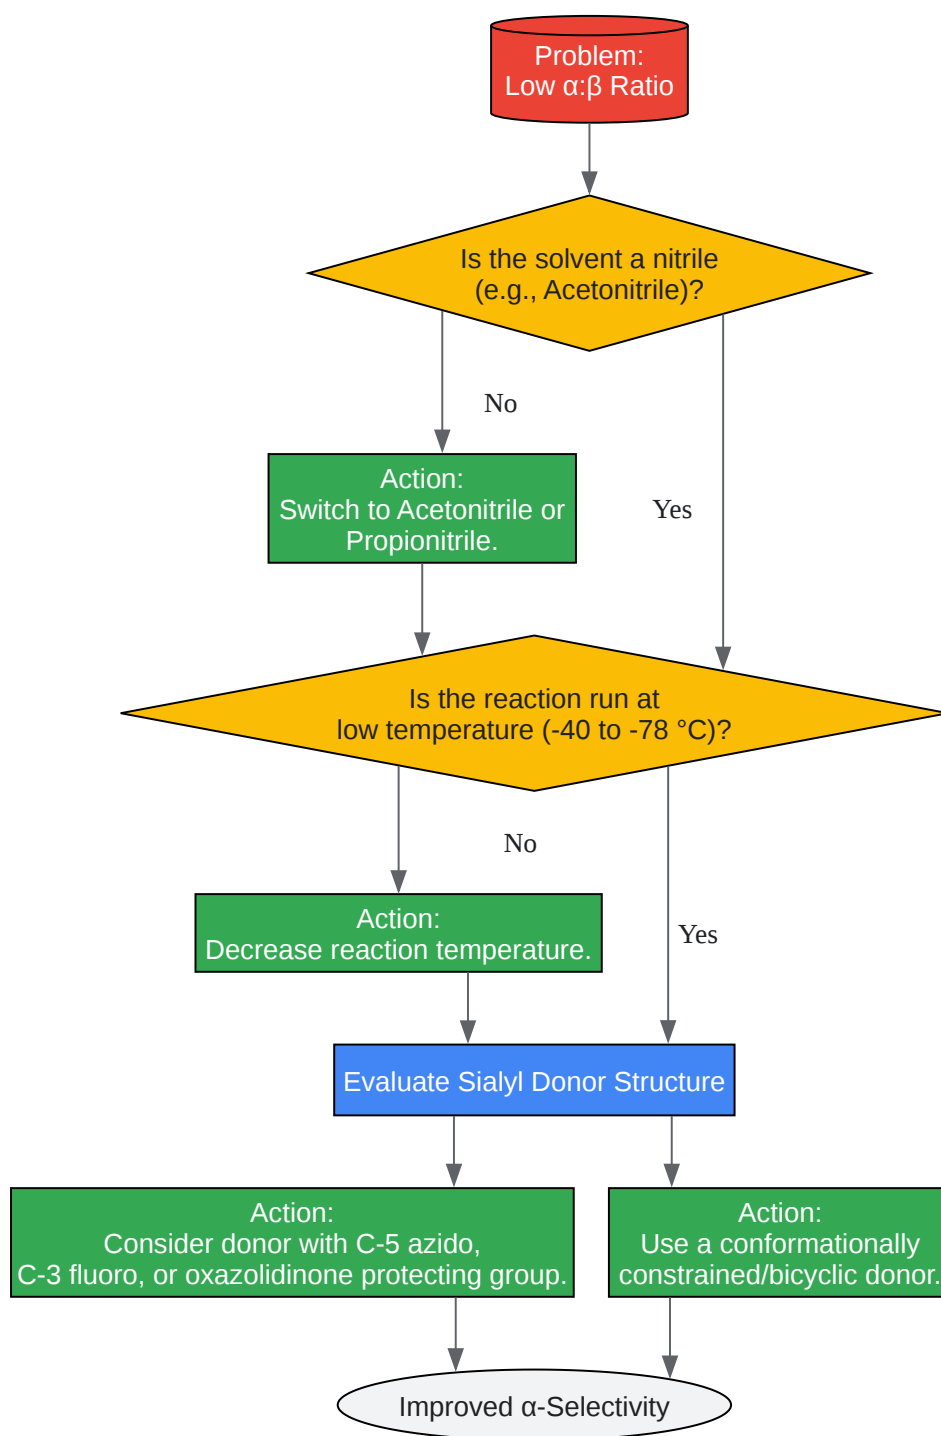 Problem:
Low α:β Ratio
Is the solvent a nitrile
(e.g., Acetonitrile)?
No
Action:
Switch to Acetonitrile or
Propionitrile.
Yes
Is the reaction run at
low temperature (-40 to -78 °C)?
No
Action:
Decrease reaction temperature.
Yes
Evaluate Sialyl Donor Structure
Action:
Consider donor with C-5 azido,
C-3 fluoro, or oxazolidinone protecting group.
Action:
Use a conformationally
constrained/bicyclic donor.
Improved α-Selectivity